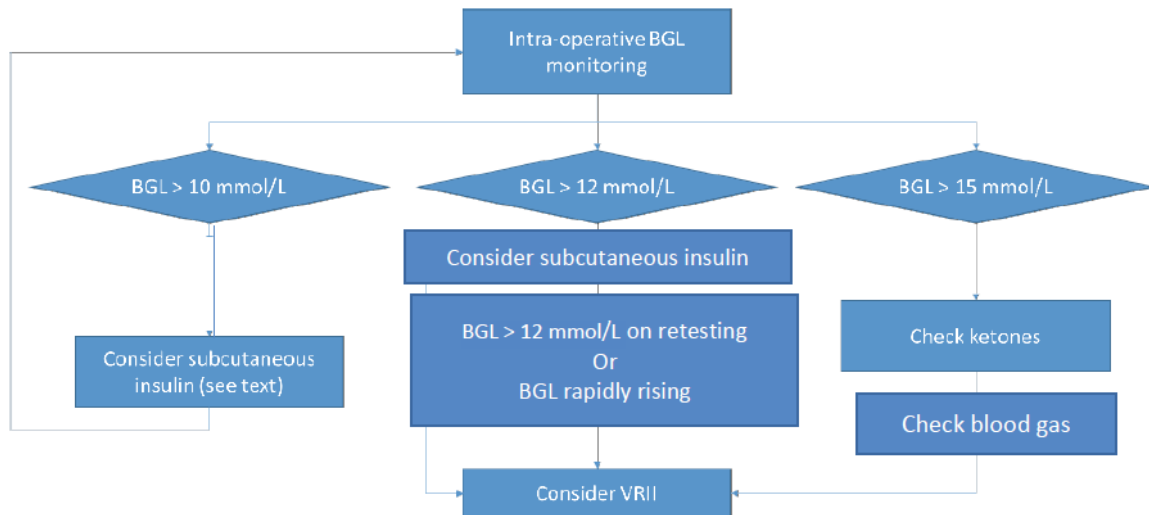 Intra-operative BGL
monitoring
BGL > 10 mmol/L
BGL > 12 mmol/L
BGL > 15 mmol/L
Consider subcutaneous insulin
BGL > 12 mmol/L on retesting
Or
BGL rapidly rising
Check ketones
Consider subcutaneous
insulin (see text)
Check blood gas
Consider VRII